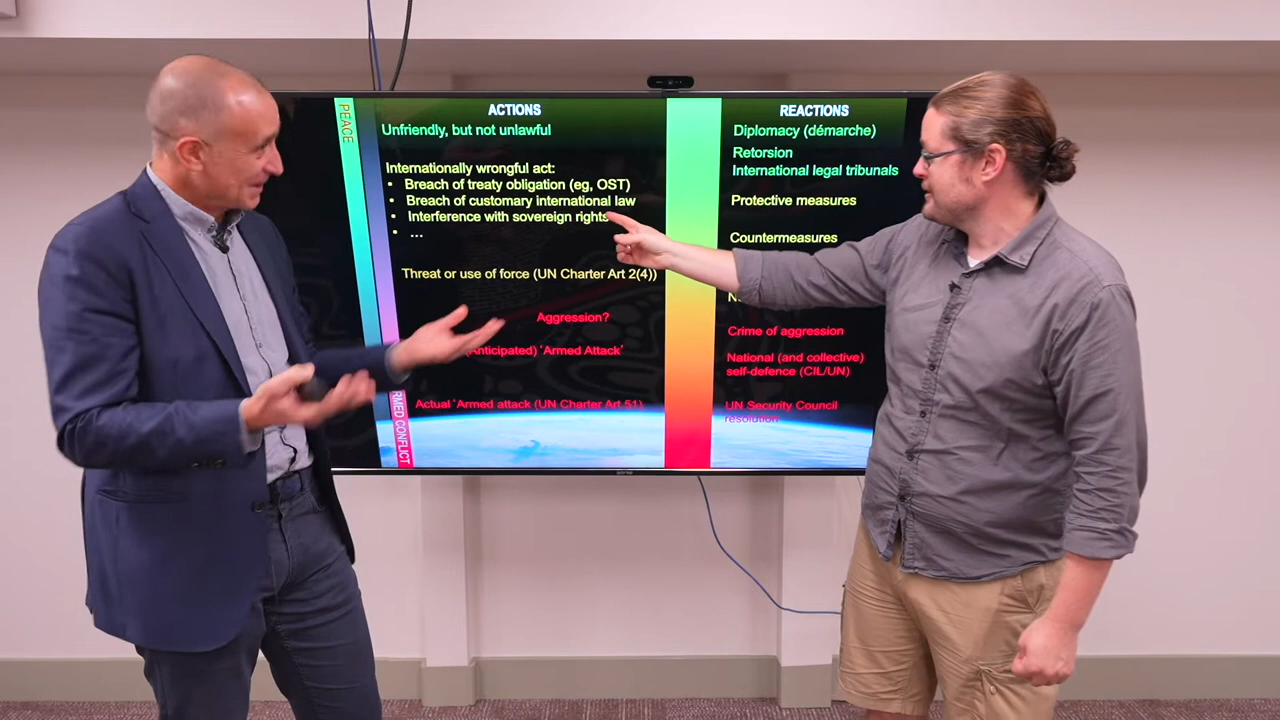 PEACE
ACTIONS
Unfriendly, but not unlawful
Internationally wrongful act:
• Breach of treaty obligation (eg, OST)
• Breach of customary international law
• Interference with sovereign rights
• ...
Threat or use of force (UN Charter Art 2(4))
Aggression?
(Anticipated) 'Armed Attack'
Actual 'Armed attack (UN Charter Art 51)
RMED CONFLICT
REACTIONS
Diplomacy (démarche)
Retorsion
International legal tribunals
Protective measures
Countermeasures
N
Crime of aggression
National (and collective)
self-defence (CIL/UN)
UN Security Council
resolution